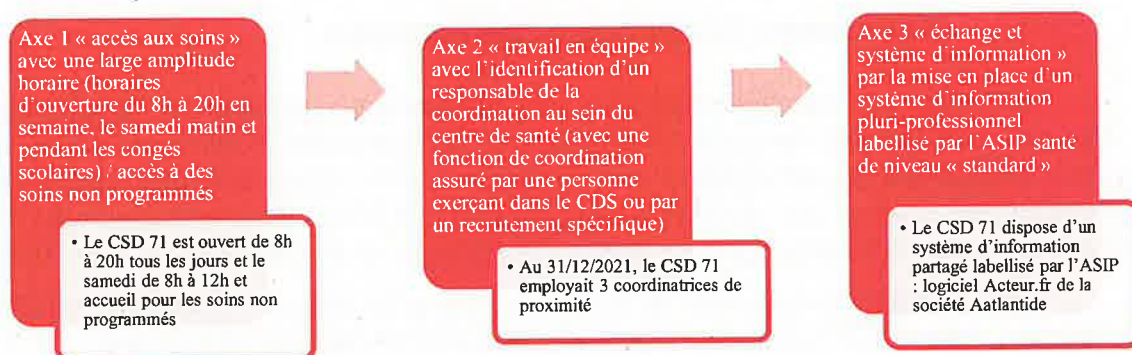 Axe 1 « accès aux soins »
avec une large amplitude
horaire (horaires
d'ouverture du 8h à 20h en
semaine, le samedi matin et
pendant les congés
scolaires) / accès à des
soins non programmés
• Le CSD 71 est ouvert de 8h
à 20h tous les jours et le
samedi de 8h à 12h et
accueil pour les soins non
programmés
Axe 2 « travail en équipe »
avec l'identification d'un
responsable de la
coordination au sein du
centre de santé (avec une
fonction de coordination
assuré par une personne
exerçant dans le CDS ou par
un recrutement spécifique)
• Au 31/12/2021, le CSD 71
employait 3 coordinatrices de
proximité
Axe 3 « échange et
système d'information »
par la mise en place d'un
système d'information
pluri-professionnel
labellisé par l'ASIP santé
de niveau « standard »
• Le CSD 71 dispose d'un
système d'information
partagé labellisé par l'ASIP
: logiciel Acteur.fr de la
société Aatlantide